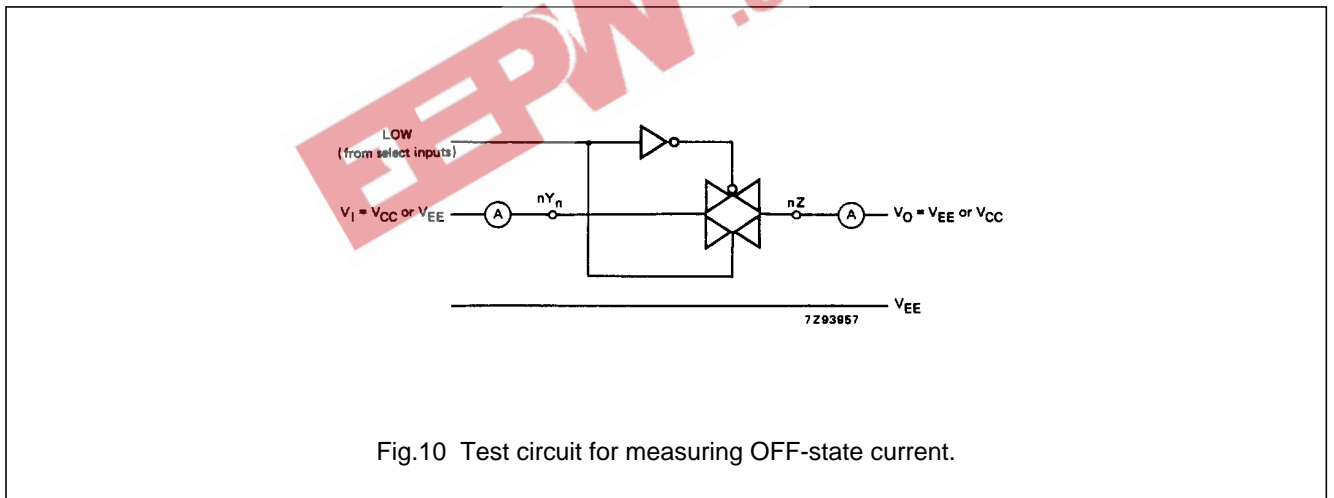 EEPW.
LOW
(from select inputs)
V_I = V_CC or V_EE
A
nY_n
nZ
A
V_O = V_EE or V_CC
V_EE
7Z93957
Fig.10 Test circuit for measuring OFF-state current.